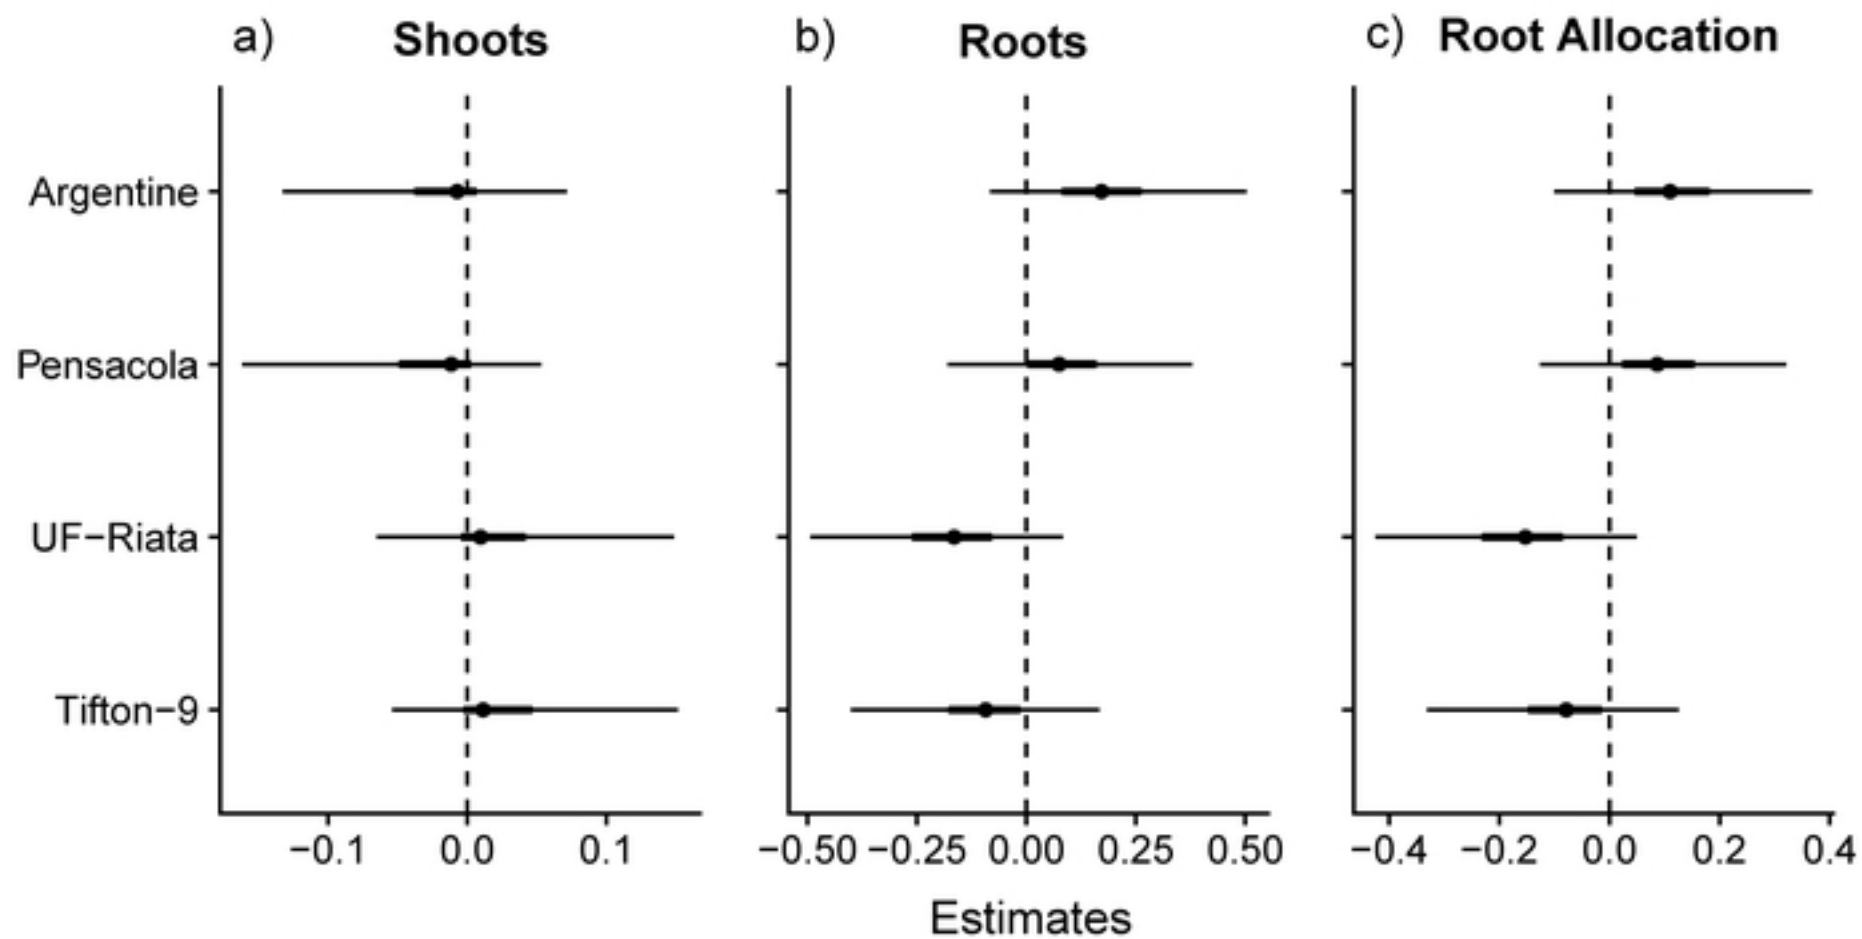 a) Shoots
b) Roots
c) Root Allocation
Argentine
Pensacola
UF−Riata
Tifton−9
−0.1 0.0 0.1
−0.50 −0.25 0.00 0.25 0.50
−0.4 −0.2 0.0 0.2 0.4
Estimates